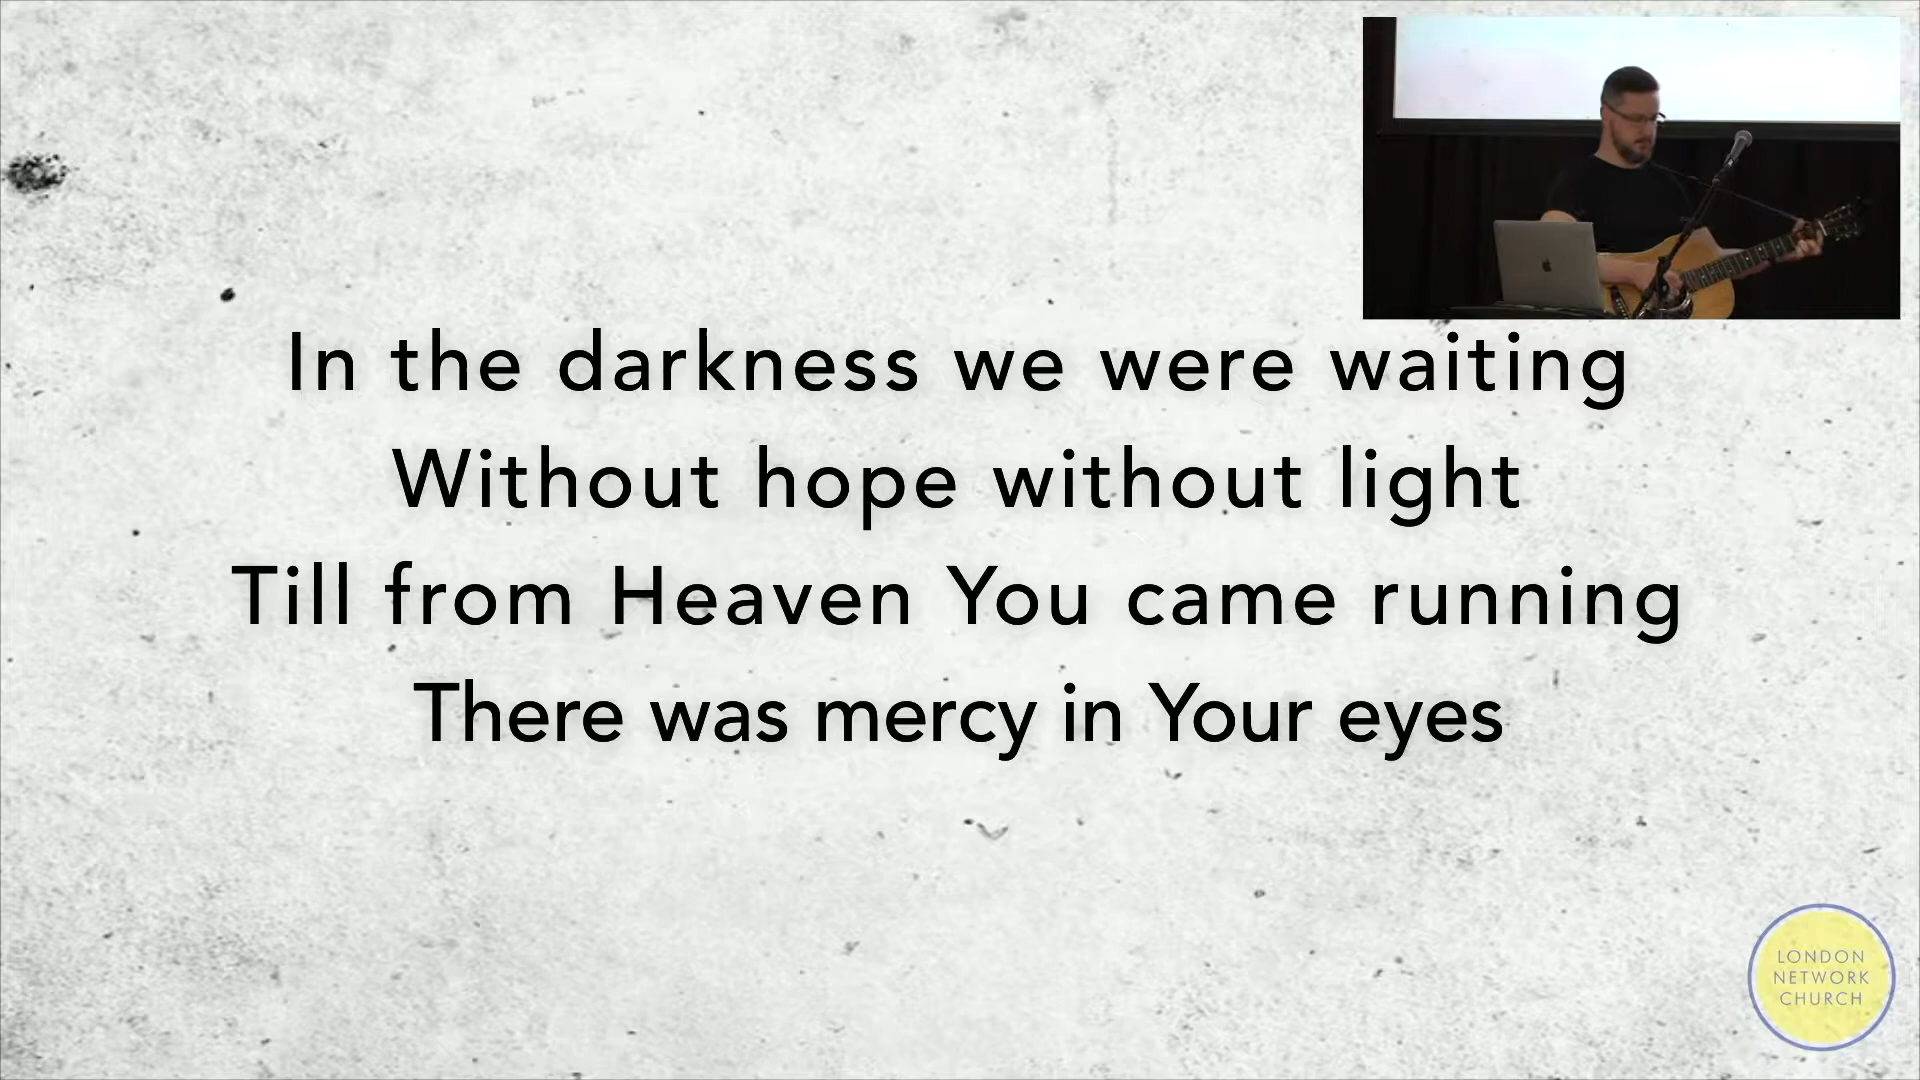 In the darkness we were waiting
Without hope without light
Till from Heaven You came running
There was mercy in Your eyes
LONDON
NETWORK
CHURCH